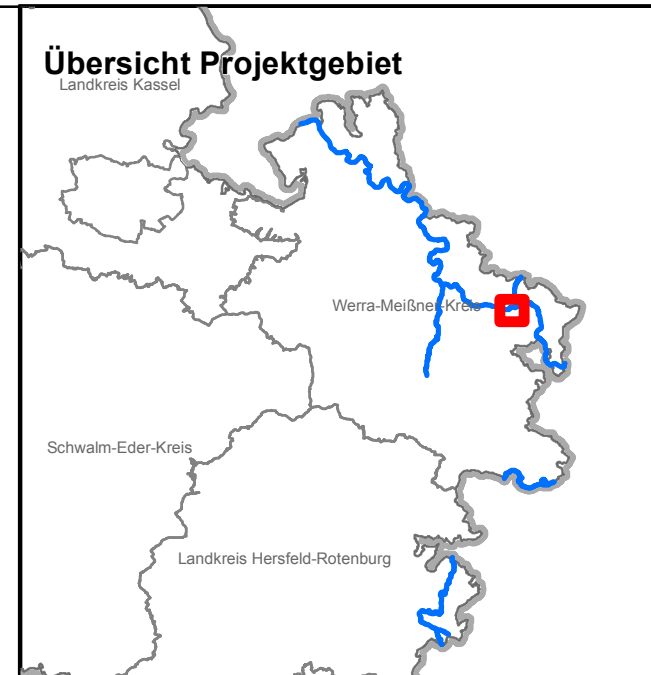 Übersicht Projektgebiet
Landkreis Kassel
Werra-Meißner-Kreis
Schwalm-Eder-Kreis
Landkreis Hersfeld-Rotenburg